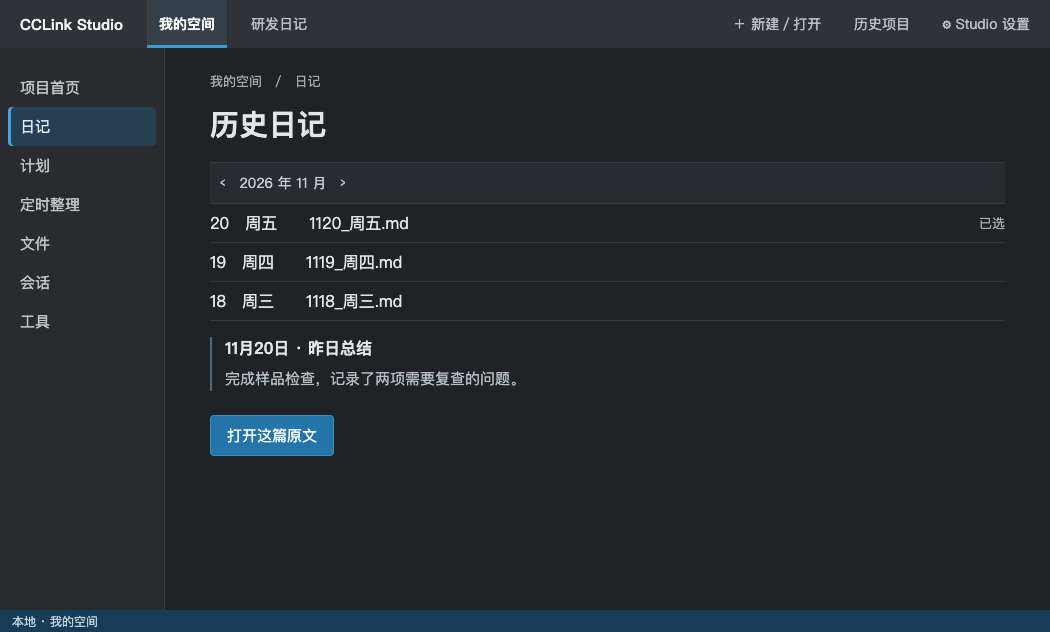 CCLink Studio 我的空间 研发日记 + 新建 / 打开 历史项目 ⚙ Studio 设置
项目首页
日记
计划
定时整理
文件
会话
工具
我的空间 / 日记
历史日记
‹ 2026 年 11 月 ›
20 周五 1120_周五.md 已选
19 周四 1119_周四.md
18 周三 1118_周三.md
11月20日 · 昨日总结
完成样品检查，记录了两项需要复查的问题。
打开这篇原文
本地 · 我的空间